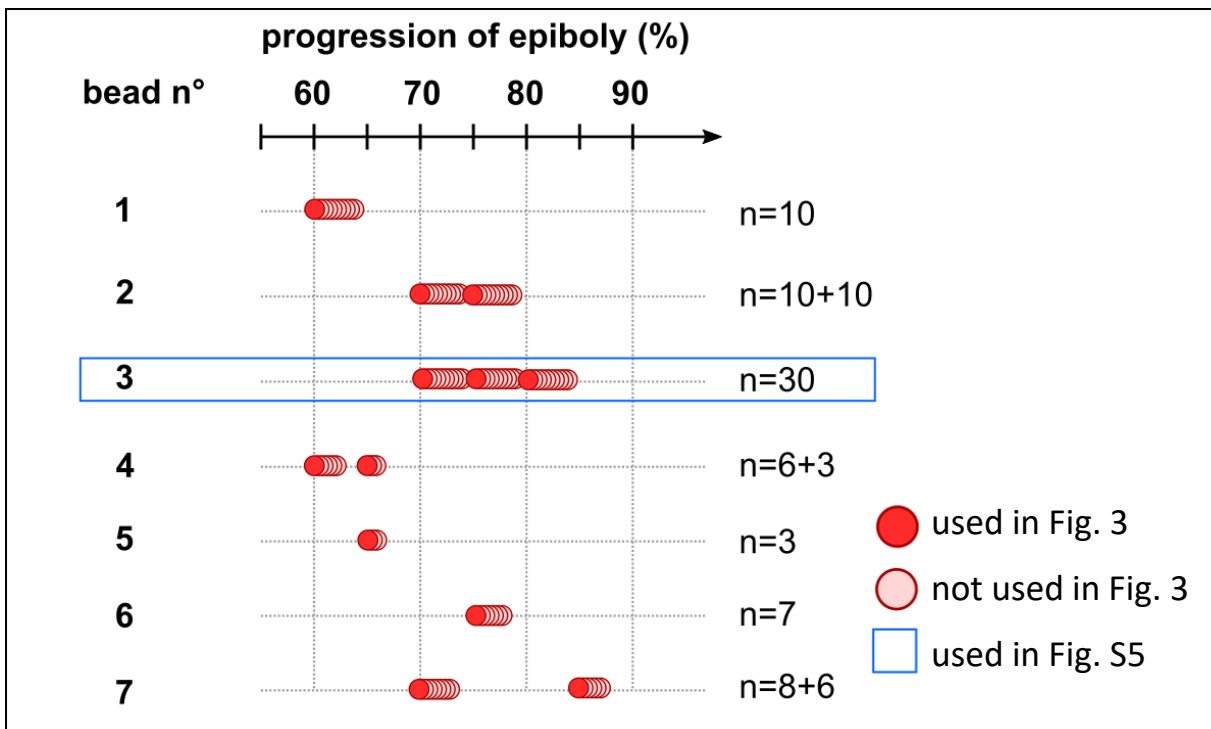 progression of epiboly (%)
bead n° 60 70 80 90
1 n=10
2 n=10+10
3 n=30
4 n=6+3
5 n=3
6 n=7
7 n=8+6
used in Fig. 3
not used in Fig. 3
used in Fig. S5